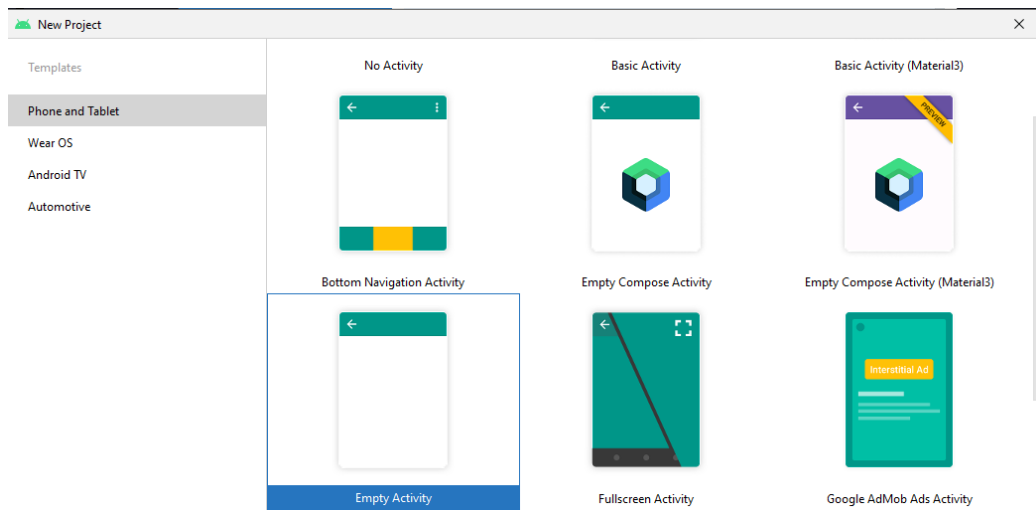 New Project
Templates
Phone and Tablet
Wear OS
Android TV
Automotive
No Activity
Basic Activity
Basic Activity (Material3)
PREVIEW
Bottom Navigation Activity
Empty Compose Activity
Empty Compose Activity (Material3)
Interstitial Ad
Empty Activity
Fullscreen Activity
Google AdMob Ads Activity